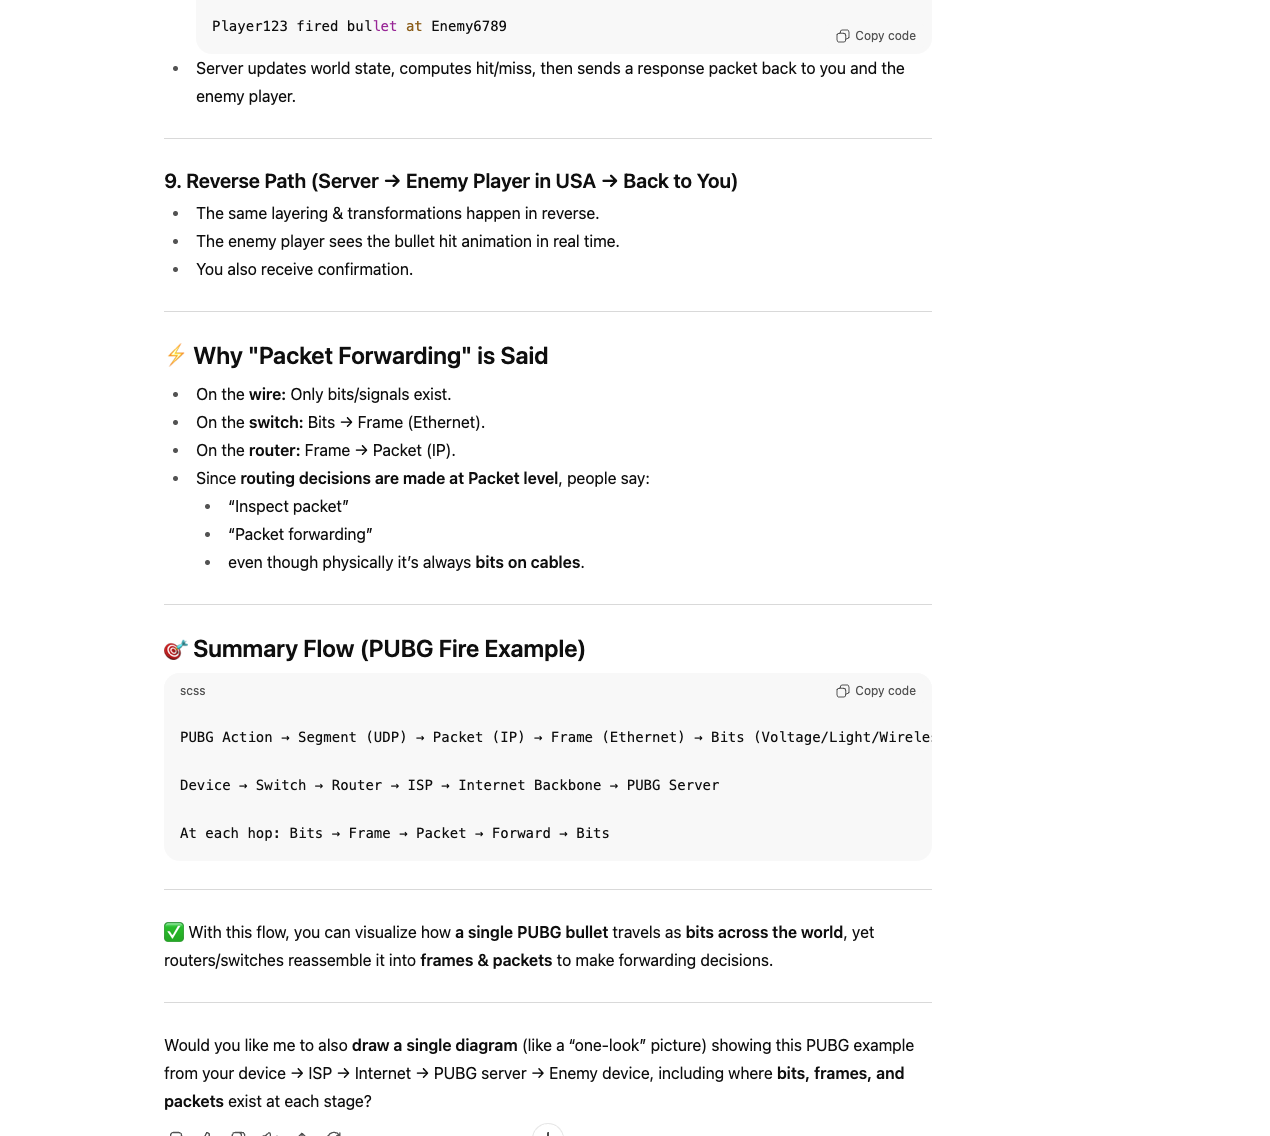 Player123 fired bullet at Enemy6789
Copy code
Server updates world state, computes hit/miss, then sends a response packet back to you and the
enemy player.
9. Reverse Path (Server → Enemy Player in USA → Back to You)
The same layering & transformations happen in reverse.
The enemy player sees the bullet hit animation in real time.
You also receive confirmation.
⚡ Why "Packet Forwarding" is Said
On the wire: Only bits/signals exist.
On the switch: Bits → Frame (Ethernet).
On the router: Frame → Packet (IP).
Since routing decisions are made at Packet level, people say:
“Inspect packet”
“Packet forwarding”
even though physically it’s always bits on cables.
🎯 Summary Flow (PUBG Fire Example)
scss
Copy code
PUBG Action → Segment (UDP) → Packet (IP) → Frame (Ethernet) → Bits (Voltage/Light/Wirele
Device → Switch → Router → ISP → Internet Backbone → PUBG Server
At each hop: Bits → Frame → Packet → Forward → Bits
✅ With this flow, you can visualize how a single PUBG bullet travels as bits across the world, yet
routers/switches reassemble it into frames & packets to make forwarding decisions.
Would you like me to also draw a single diagram (like a “one-look” picture) showing this PUBG example
from your device → ISP → Internet → PUBG server → Enemy device, including where bits, frames, and
packets exist at each stage?